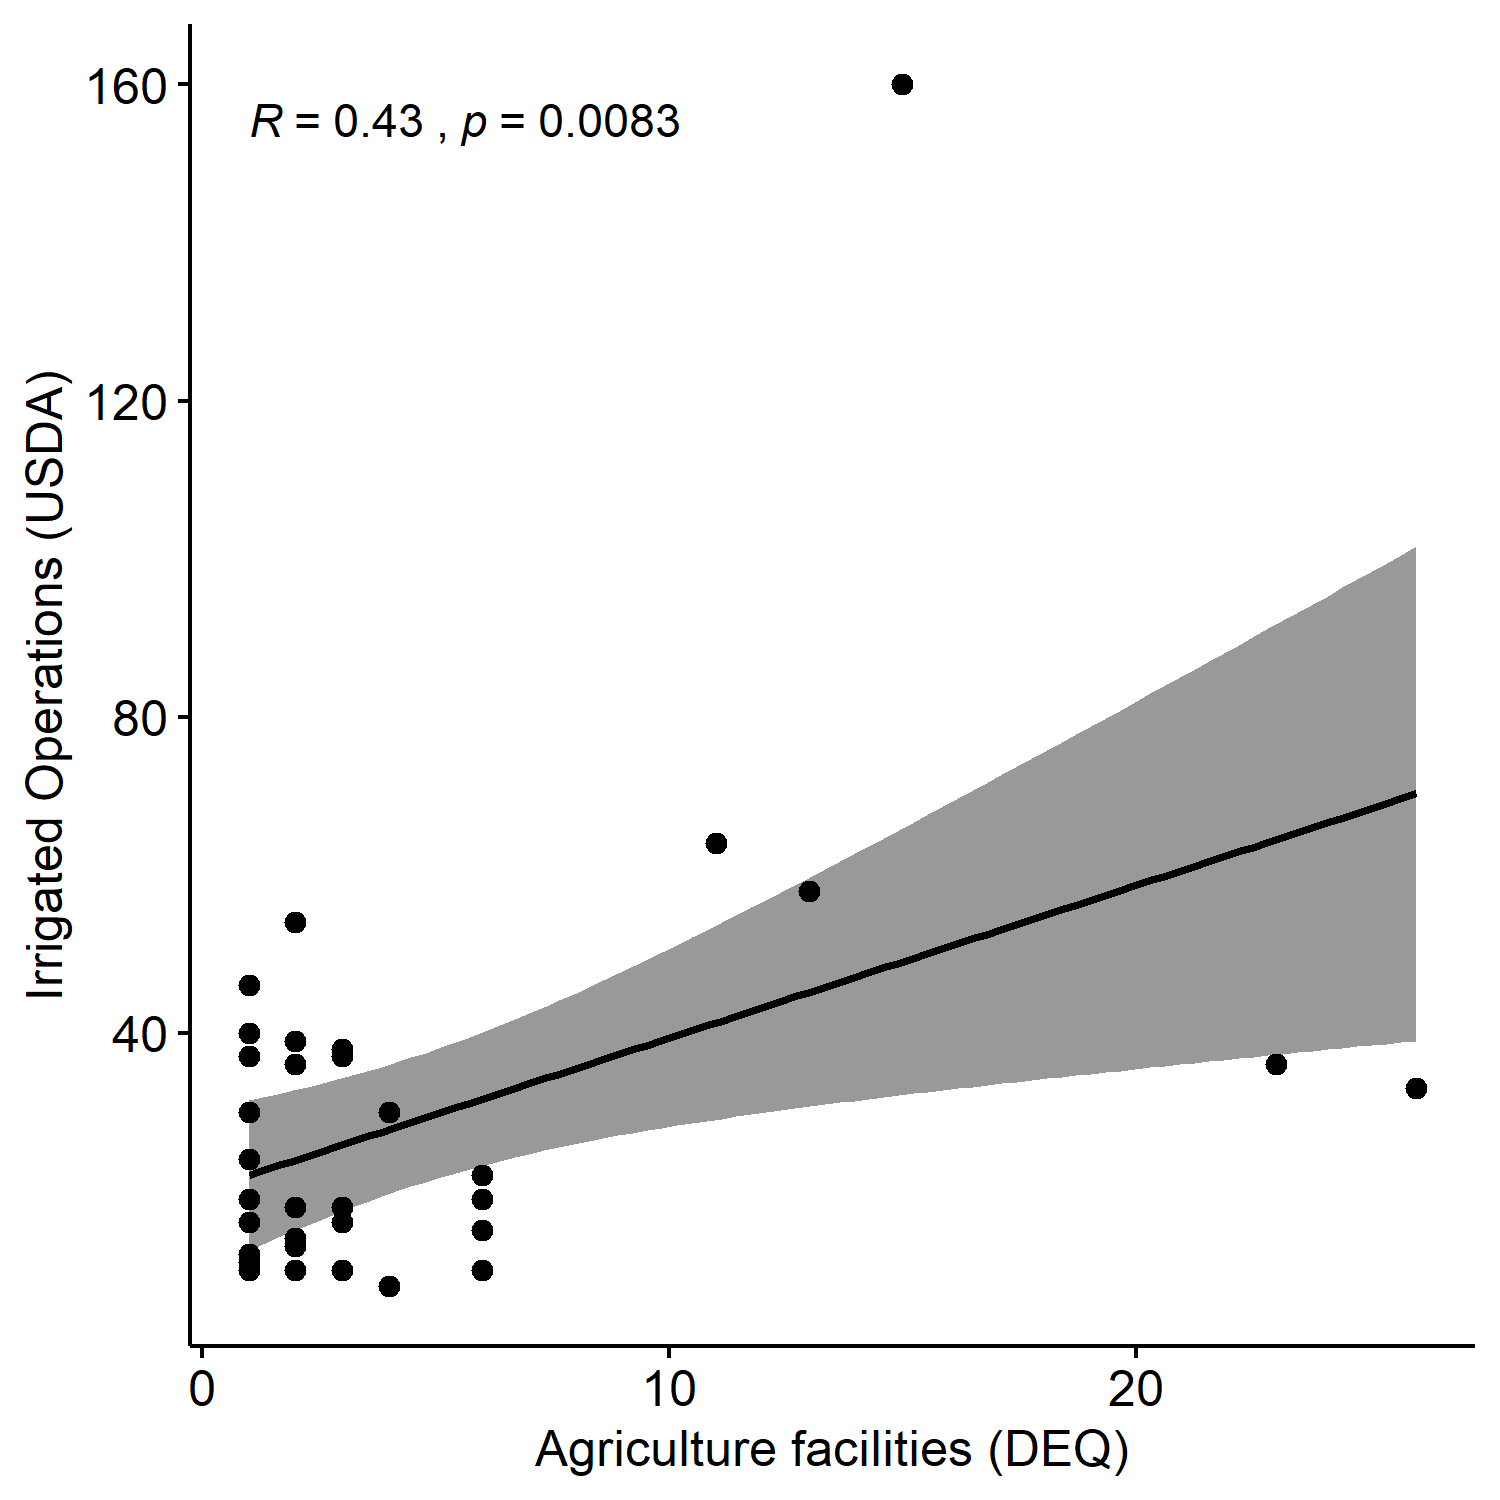 160
R = 0.43 , p = 0.0083
120
80
40
Irrigated Operations (USDA)
0 10 20
Agriculture facilities (DEQ)